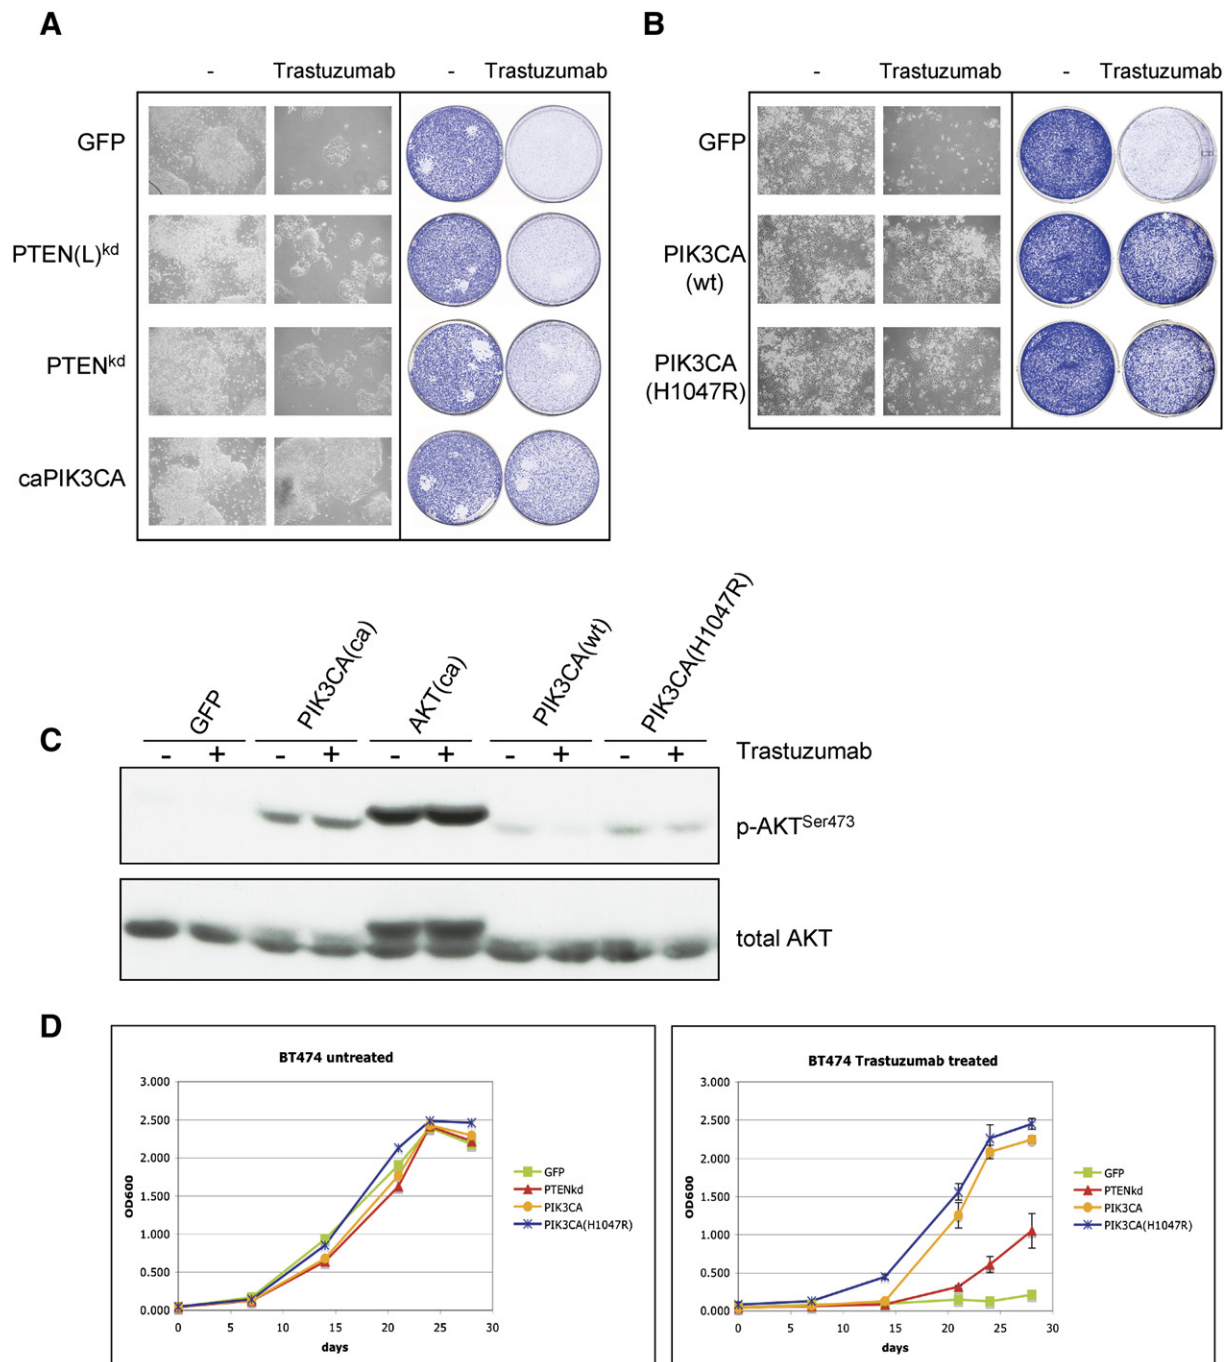 A
- Trastuzumab - Trastuzumab
GFP
PTEN(L)kd
PTENkd
caPIK3CA
B
- Trastuzumab - Trastuzumab
GFP
PIK3CA
(wt)
PIK3CA
(H1047R)
C
GFP
PIK3CA(ca)
AKT(ca)
PIK3CA(wt)
PIK3CA(H1047R)
- + - + - + - + - + Trastuzumab
p-AKTSer473
total AKT
D
BT474 untreated
3.000
2.500
2.000
1.500
1.000
0.500
0.000
OD600
0 5 10 15 20 25 30
days
GFP
PTENkd
PIK3CA
PIK3CA(H1047R)
BT474 Trastuzumab treated
3.000
2.500
2.000
1.500
1.000
0.500
0.000
OD600
0 5 10 15 20 25 30
days
GFP
PTENkd
PIK3CA
PIK3CA(H1047R)